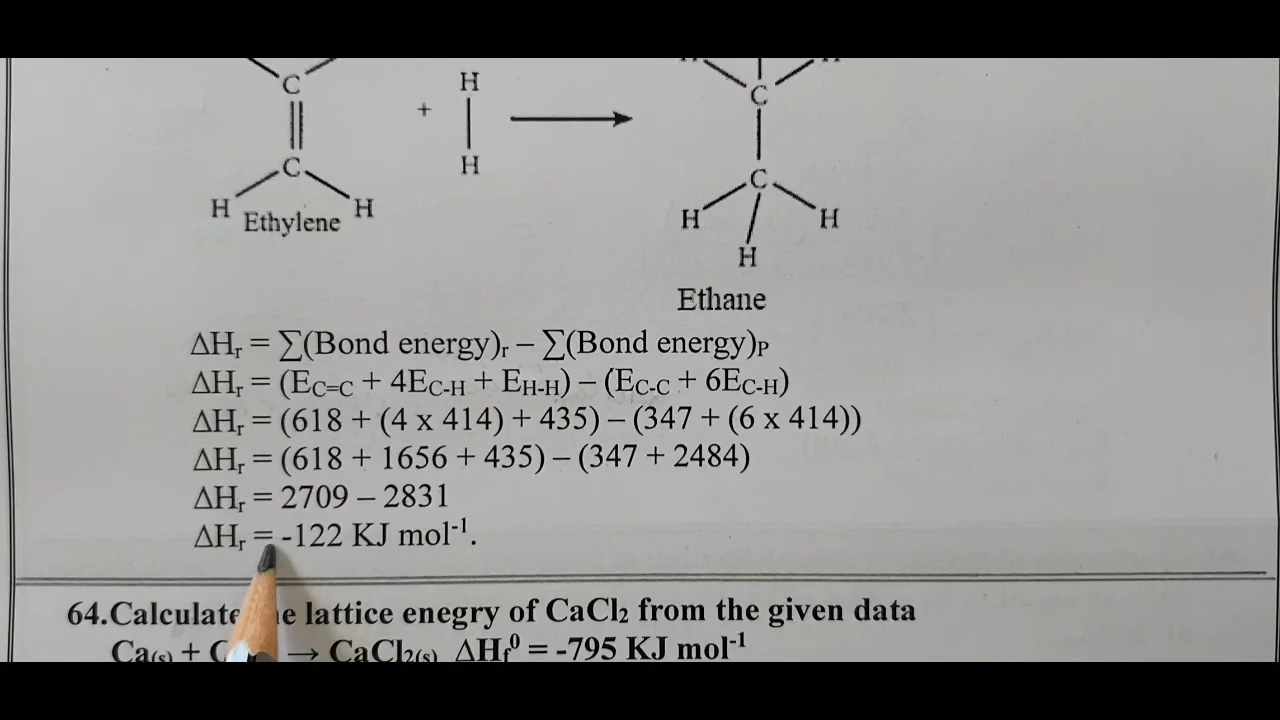 C
H
C
+
C
H
C
H
H
H
H
H
Ethylene
H
Ethane
ΔHr = ∑(Bond energy)r – ∑(Bond energy)P
ΔHr = (EC=C + 4EC-H + EH-H) – (EC-C + 6EC-H)
ΔHr = (618 + (4 x 414) + 435) – (347 + (6 x 414))
ΔHr = (618 + 1656 + 435) – (347 + 2484)
ΔHr = 2709 – 2831
ΔHr = -122 KJ mol⁻¹.
64.Calculate lattice enegry of CaCl₂ from the given data
Ca(s) + → CaCl₂(s) ΔHf⁰ = -795 KJ mol⁻¹